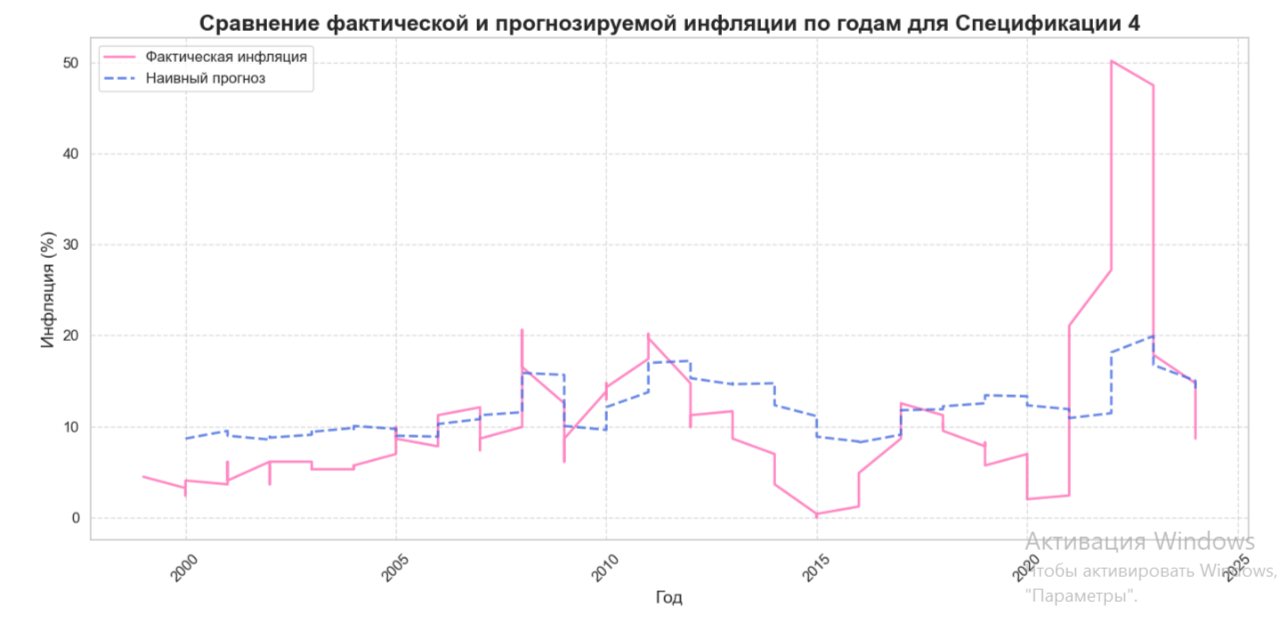 Сравнение фактической и прогнозируемой инфляции по годам для Спецификации 4
Фактическая инфляция
Наивный прогноз
Инфляция (%)
50
40
30
20
10
0
2000
2005
2010
2015
2020
2025
Год
Активация Windows
Чтобы активировать Windows,
"Параметры".